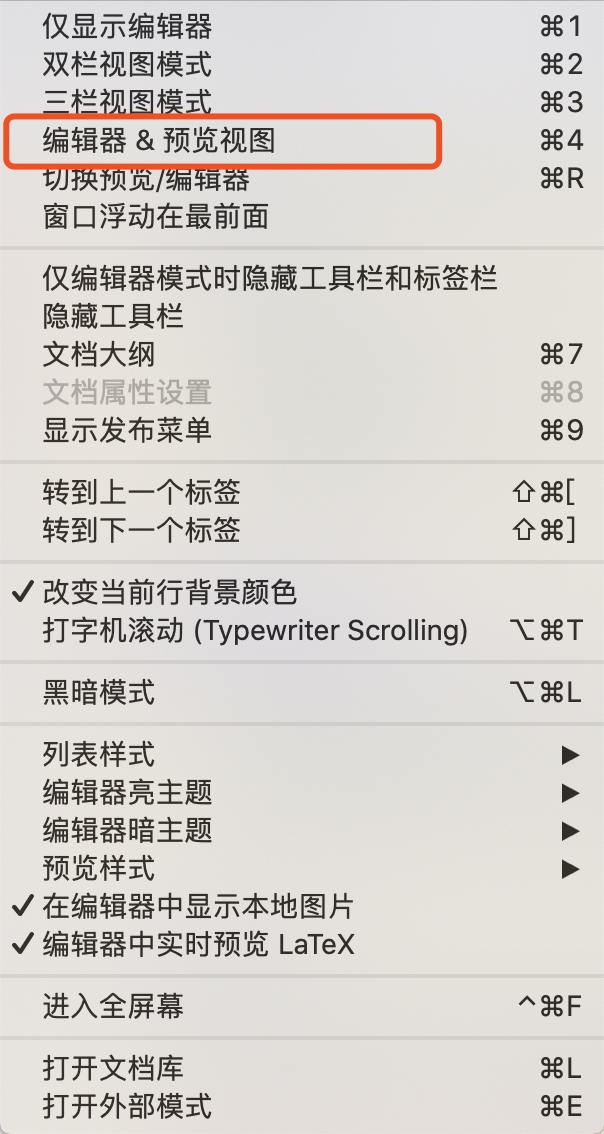 仅显示编辑器 ⌘1
双栏视图模式 ⌘2
三栏视图模式 ⌘3
编辑器 & 预览视图 ⌘4
切换预览/编辑器 ⌘R
窗口浮动在最前面
仅编辑器模式时隐藏工具栏和标签栏
隐藏工具栏
文档大纲 ⌘7
文档属性设置 ⌘8
显示发布菜单 ⌘9
转到上一个标签 ⇧⌘[
转到下一个标签 ⇧⌘]
✓ 改变当前行背景颜色
打字机滚动 (Typewriter Scrolling) ⌥⌘T
黑暗模式 ⌥⌘L
列表样式 ▶
编辑器亮主题 ▶
编辑器暗主题 ▶
预览样式 ▶
✓ 在编辑器中显示本地图片
✓ 编辑器中实时预览 LaTeX
进入全屏幕 ^⌘F
打开文档库 ⌘L
打开外部模式 ⌘E